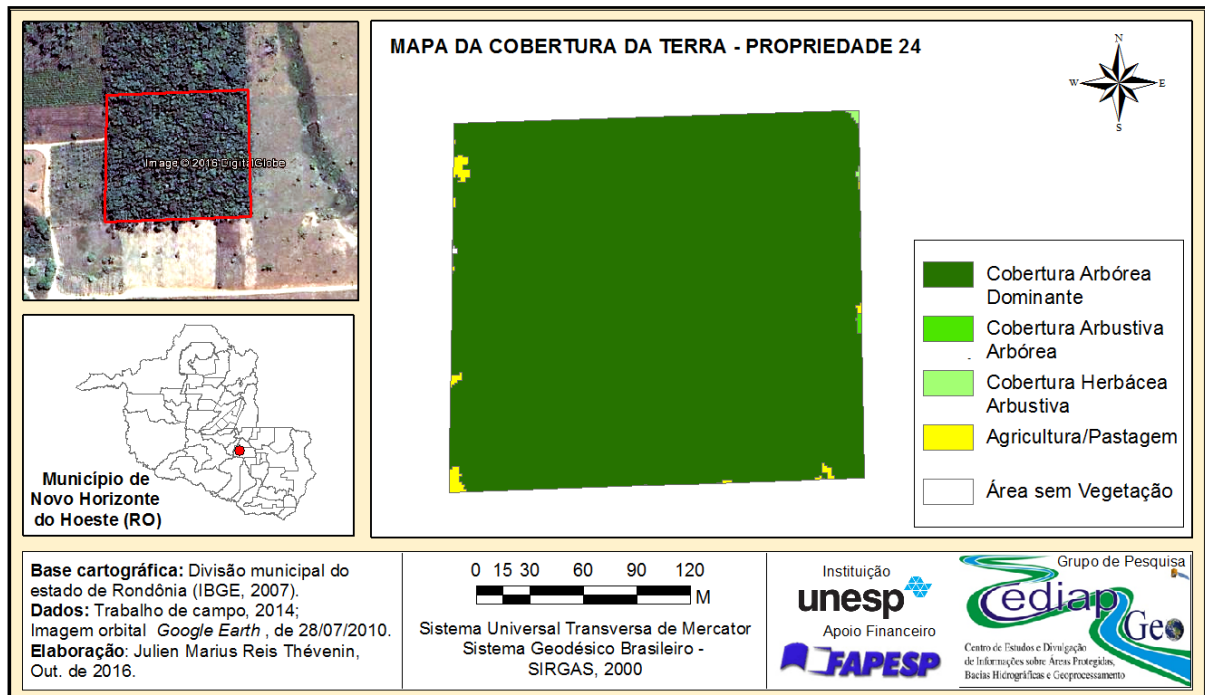 MAPA DA COBERTURA DA TERRA - PROPRIEDADE 24
N
W
E
S
Image © 2016 DigitalGlobe
Cobertura Arbórea
Dominante
Cobertura Arbustiva
Arbórea
Cobertura Herbácea
Arbustiva
Agricultura/Pastagem
Área sem Vegetação
Município de
Novo Horizonte
do Hoeste (RO)
Base cartográfica: Divisão municipal do
estado de Rondônia (IBGE, 2007).
Dados: Trabalho de campo, 2014;
Imagem orbital Google Earth , de 28/07/2010.
Elaboração: Julien Marius Reis Thévenin,
Out. de 2016.
0 15 30 60 90 120
M
Sistema Universal Transversa de Mercator
Sistema Geodésico Brasileiro -
SIRGAS, 2000
Instituição
unesp
Apoio Financeiro
FAPESP
Grupo de Pesquisa
Cediap
Geo
Centro de Estudos e Divulgação
de Informações sobre Áreas Protegidas,
Bacias Hidrográficas e Geoprocessamento